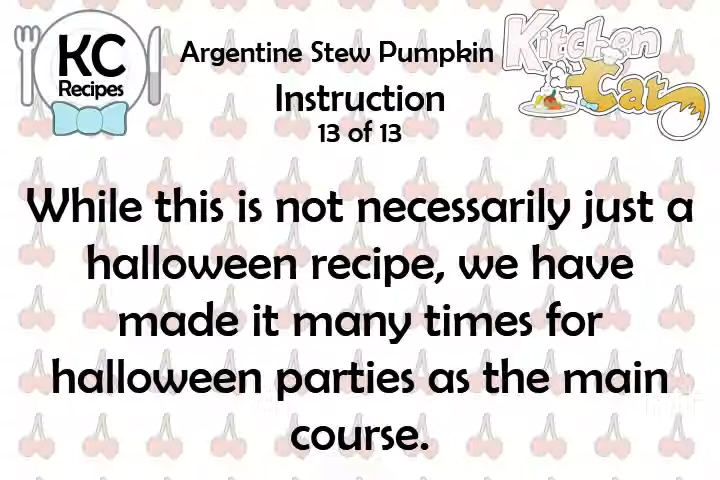 KC
Recipes
Argentine Stew Pumpkin
Kitchen
Cat
Instruction
13 of 13
While this is not necessarily just a
halloween recipe, we have
made it many times for
halloween parties as the main
course.